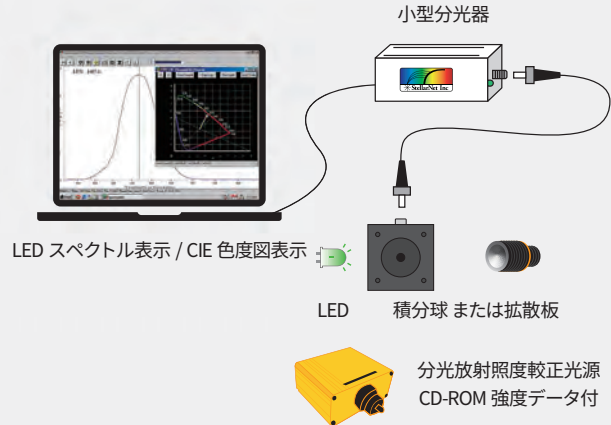 小型分光器
StellarNet Inc
LED スペクトル表示 / CIE 色度図表示
LED
積分球 または拡散板
分光放射照度較正光源
CD-ROM 強度データ付